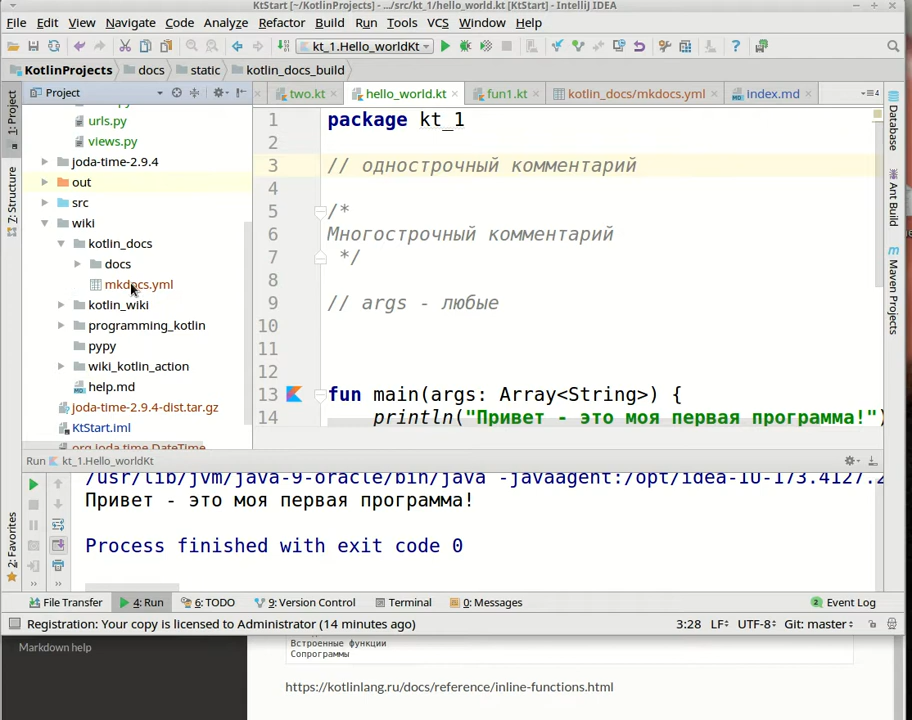 KtStart [~/KotlinProjects] - .../src/kt_1/hello_world.kt [KtStart] - IntelliJ IDEA
File Edit View Navigate Code Analyze Refactor Build Run Tools VCS Window Help
kt_1.Hello_worldKt
KotlinProjects docs static kotlin_docs_build
Project
two.kt hello_world.kt fun1.kt kotlin_docs/mkdocs.yml index.md
1: Project
7: Structure
2: Favorites
urls.py
views.py
joda-time-2.9.4
out
src
wiki
kotlin_docs
docs
mkdocs.yml
kotlin_wiki
programming_kotlin
pypy
wiki_kotlin_action
help.md
joda-time-2.9.4-dist.tar.gz
KtStart.iml
org.joda.time.DateTime
1 package kt_1
2
3 // однострочный комментарий
4
5 /*
6 Многострочный комментарий
7 */
8
9 // args - любые
10
11
12
13 fun main(args: Array<String>) {
14 println("Привет - это моя первая программа!")
Database
Ant Build
Maven Projects
Run kt_1.Hello_worldKt
/usr/lib/jvm/java-9-oracle/bin/java -javaagent:/opt/idea-IU-173.4127.2
Привет - это моя первая программа!
Process finished with exit code 0
File Transfer 4: Run 6: TODO 9: Version Control Terminal 0: Messages 2 Event Log
Registration: Your copy is licensed to Administrator (14 minutes ago) 3:28 LF÷ UTF-8÷ Git: master÷
Markdown help
Встроенные функции
Сопрограммы
https://kotlinlang.ru/docs/reference/inline-functions.html